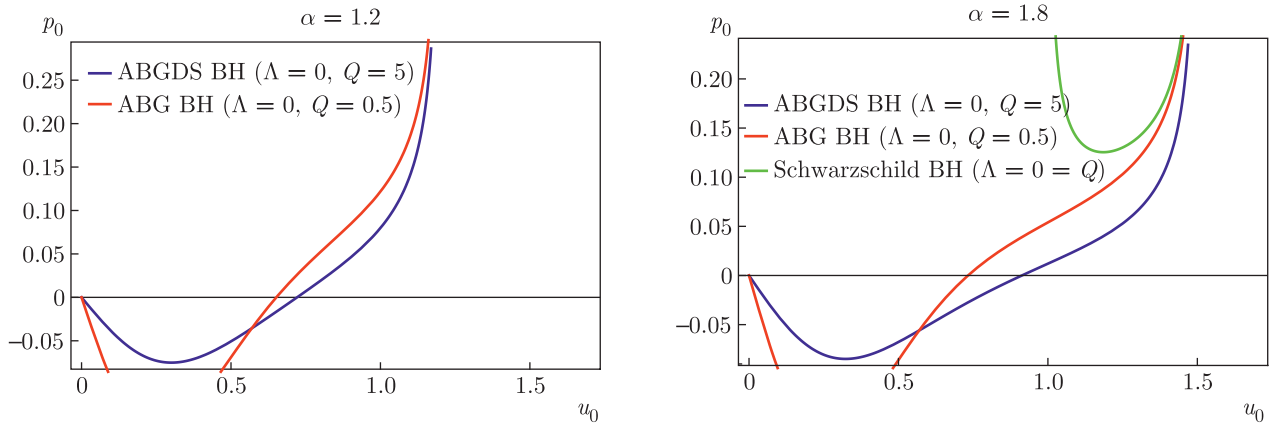 α = 1.2
p₀
ABGDS BH (Λ = 0, Q = 5)
ABG BH (Λ = 0, Q = 0.5)
0.25
0.20
0.15
0.10
0.05
0
−0.05
0
0.5
1.0
1.5
u₀
α = 1.8
p₀
ABGDS BH (Λ = 0, Q = 5)
ABG BH (Λ = 0, Q = 0.5)
Schwarzschild BH (Λ = 0 = Q)
0.20
0.15
0.10
0.05
0
−0.05
0
0.5
1.0
1.5
u₀